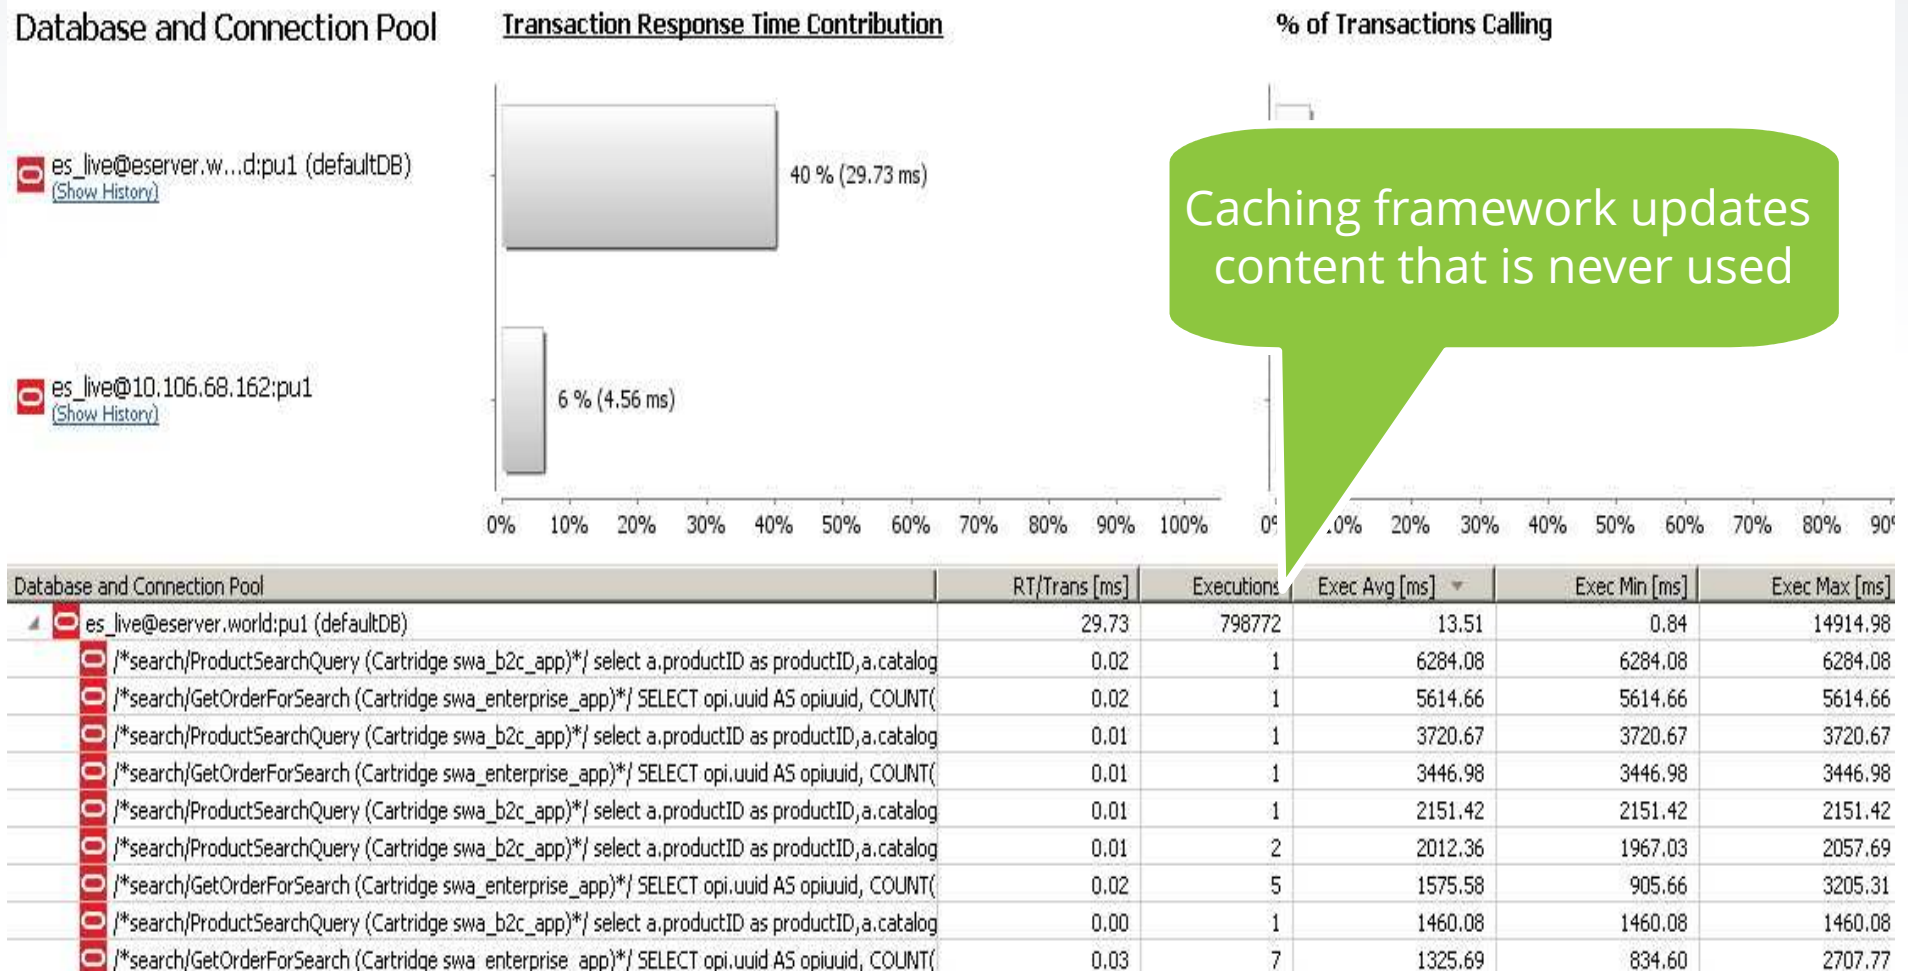 Database and Connection Pool
Transaction Response Time Contribution
% of Transactions Calling
es_live@eserver.w...d:pu1 (defaultDB)
(Show History)
40 % (29.73 ms)
Caching framework updates
content that is never used
es_live@10.106.68.162:pu1
(Show History)
6 % (4.56 ms)
0% 10% 20% 30% 40% 50% 60% 70% 80% 90% 100%
20% 30% 40% 50% 60% 70% 80%
Database and Connection Pool RT/Trans [ms] Executions Exec Avg [ms] Exec Min [ms] Exec Max [ms]
es_live@eserver.world:pu1 (defaultDB) 29.73 798772 13.51 0.84 14914.98
/*search/ProductSearchQuery (Cartridge swa_b2c_app)*/ select a.productID as productID,a.catalog 0.02 1 6284.08 6284.08 6284.08
/*search/GetOrderForSearch (Cartridge swa_enterprise_app)*/ SELECT opi.uuid AS opiuuid, COUNT( 0.02 1 5614.66 5614.66 5614.66
/*search/ProductSearchQuery (Cartridge swa_b2c_app)*/ select a.productID as productID,a.catalog 0.01 1 3720.67 3720.67 3720.67
/*search/GetOrderForSearch (Cartridge swa_enterprise_app)*/ SELECT opi.uuid AS opiuuid, COUNT( 0.01 1 3446.98 3446.98 3446.98
/*search/ProductSearchQuery (Cartridge swa_b2c_app)*/ select a.productID as productID,a.catalog 0.01 1 2151.42 2151.42 2151.42
/*search/ProductSearchQuery (Cartridge swa_b2c_app)*/ select a.productID as productID,a.catalog 0.01 2 2012.36 1967.03 2057.69
/*search/GetOrderForSearch (Cartridge swa_enterprise_app)*/ SELECT opi.uuid AS opiuuid, COUNT( 0.02 5 1575.58 905.66 3205.31
/*search/ProductSearchQuery (Cartridge swa_b2c_app)*/ select a.productID as productID,a.catalog 0.00 1 1460.08 1460.08 1460.08
/*search/GetOrderForSearch (Cartridge swa_enterprise_app)*/ SELECT opi.uuid AS opiuuid, COUNT( 0.03 7 1325.69 834.60 2707.77